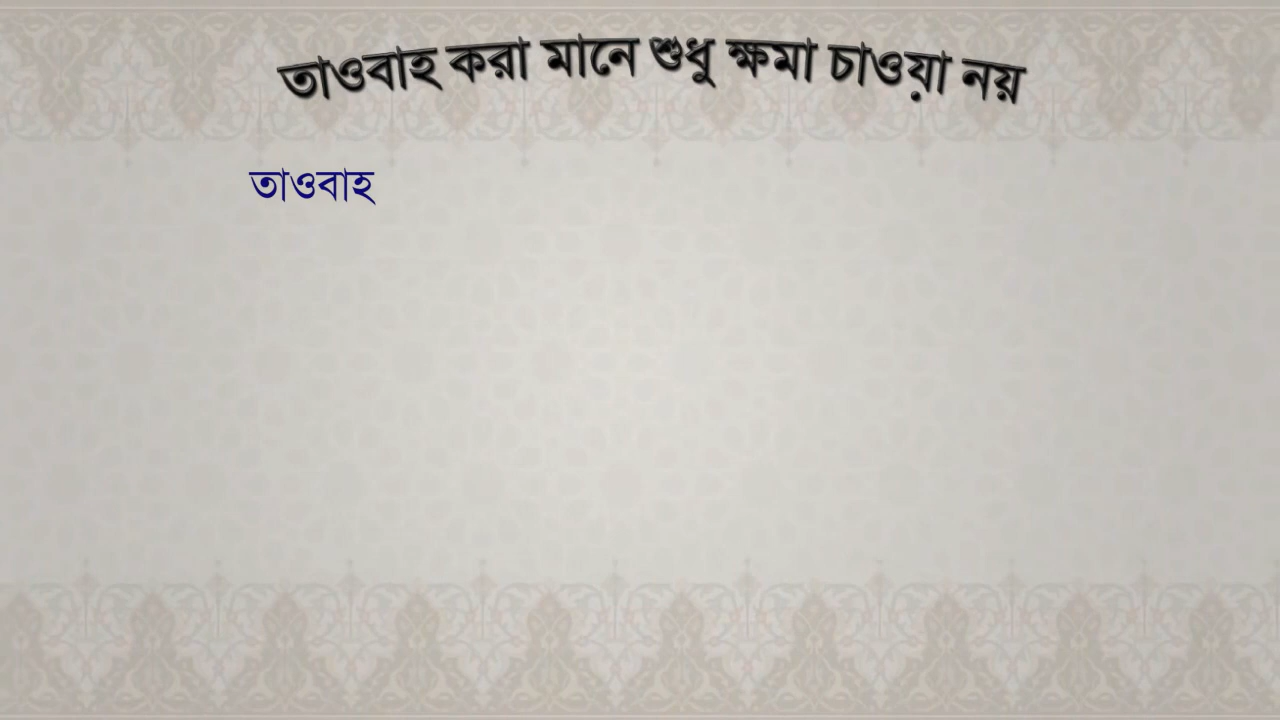 তাওবাহ করা মানে শুধু ক্ষমা চাওয়া নয়
তাওবাহ